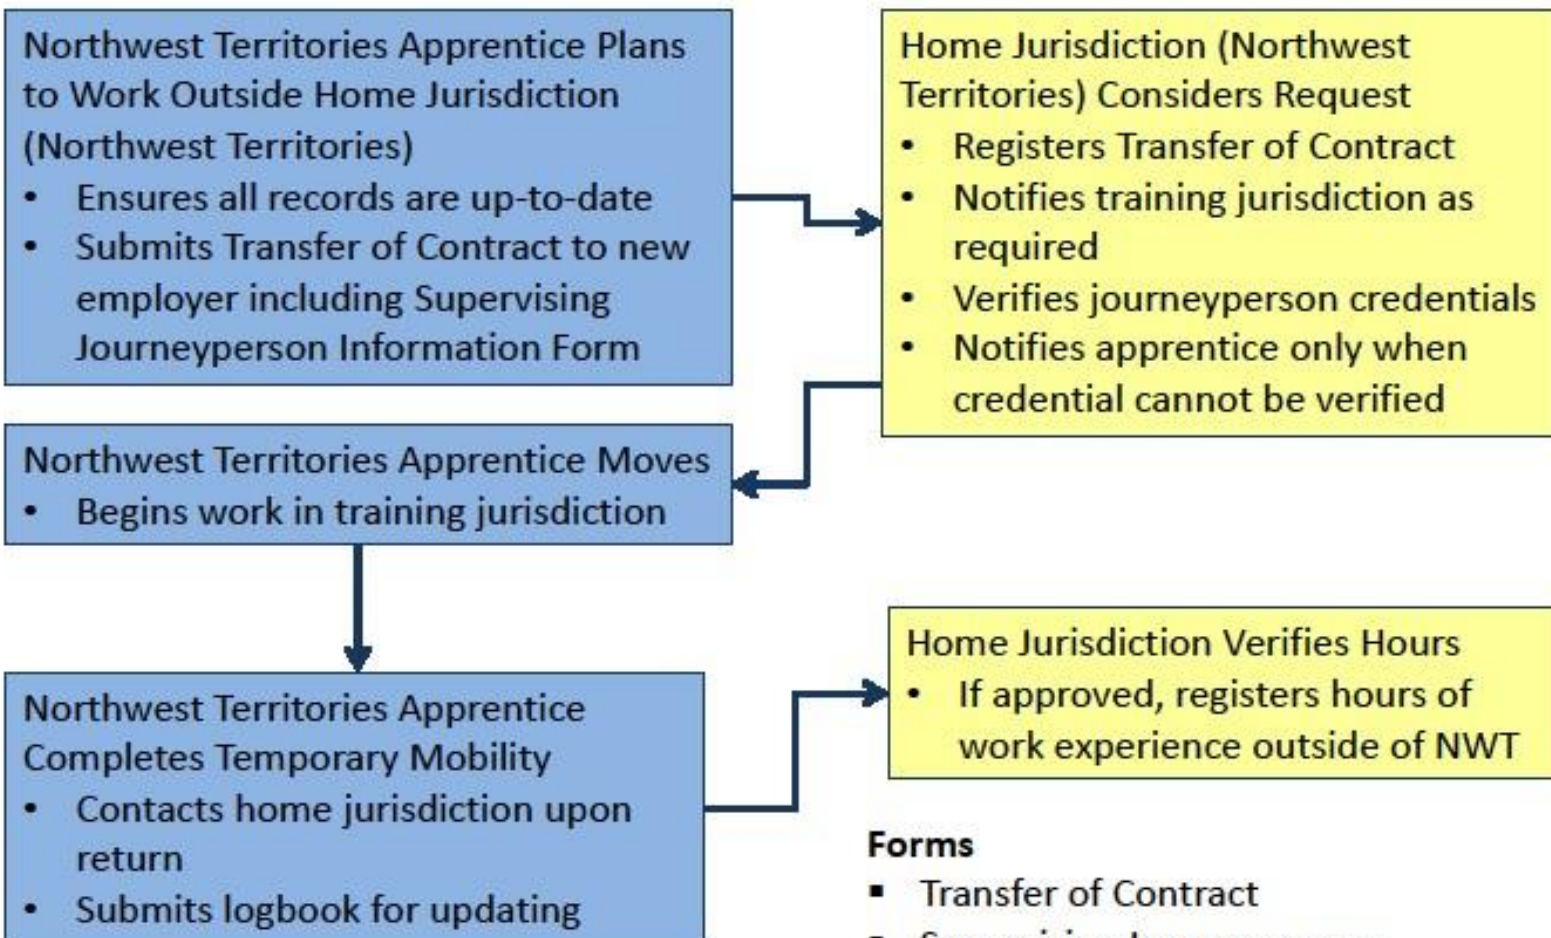 Northwest Territories Apprentice Plans
to Work Outside Home Jurisdiction
(Northwest Territories)
• Ensures all records are up-to-date
• Submits Transfer of Contract to new
employer including Supervising
Journeyperson Information Form
Home Jurisdiction (Northwest
Territories) Considers Request
• Registers Transfer of Contract
• Notifies training jurisdiction as
required
• Verifies journeyperson credentials
• Notifies apprentice only when
credential cannot be verified
Northwest Territories Apprentice Moves
• Begins work in training jurisdiction
Northwest Territories Apprentice
Completes Temporary Mobility
• Contacts home jurisdiction upon
return
• Submits logbook for updating
Home Jurisdiction Verifies Hours
• If approved, registers hours of
work experience outside of NWT
Forms
▪ Transfer of Contract